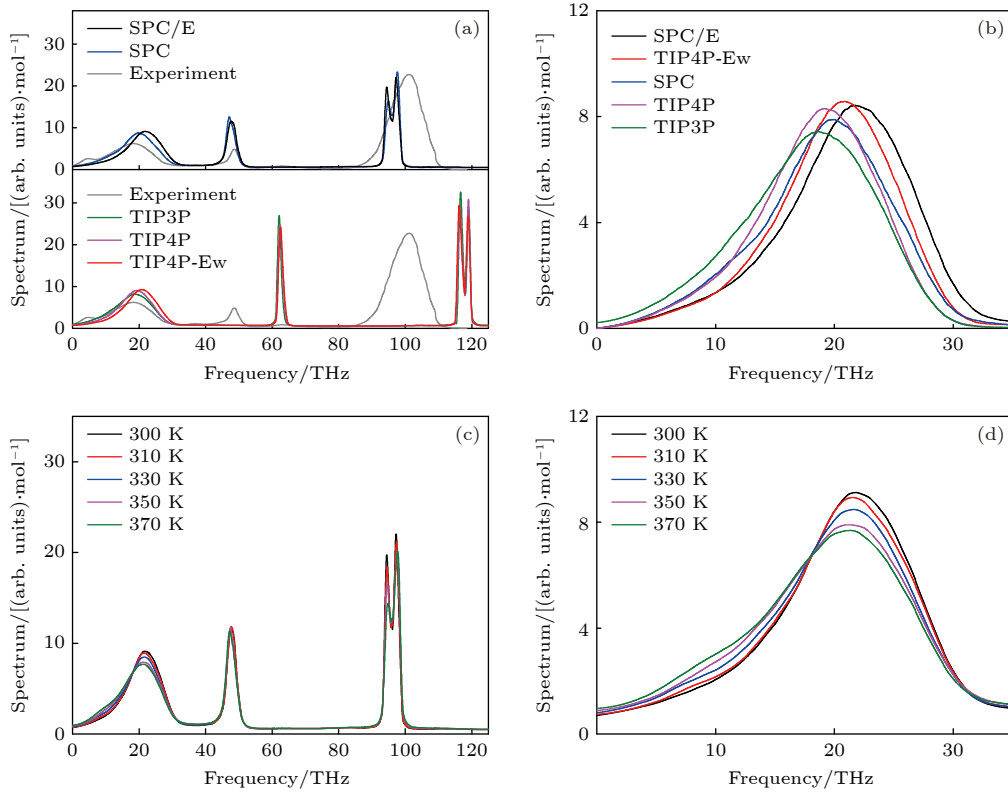 (a)
SPC/E
SPC
Experiment
30
20
10
0
Experiment
TIP3P
TIP4P
TIP4P-Ew
30
20
10
0
0 20 40 60 80 100 120
Frequency/THz
Spectrum/[(arb. units)·mol⁻¹]
(b)
SPC/E
TIP4P-Ew
SPC
TIP4P
TIP3P
12
8
4
0
0 10 20 30
Frequency/THz
Spectrum/[(arb. units)·mol⁻¹]
(c)
300 K
310 K
330 K
350 K
370 K
30
20
10
0
0 20 40 60 80 100 120
Frequency/THz
Spectrum/[(arb. units)·mol⁻¹]
(d)
300 K
310 K
330 K
350 K
370 K
12
8
4
0
0 10 20 30
Frequency/THz
Spectrum/[(arb. units)·mol⁻¹]